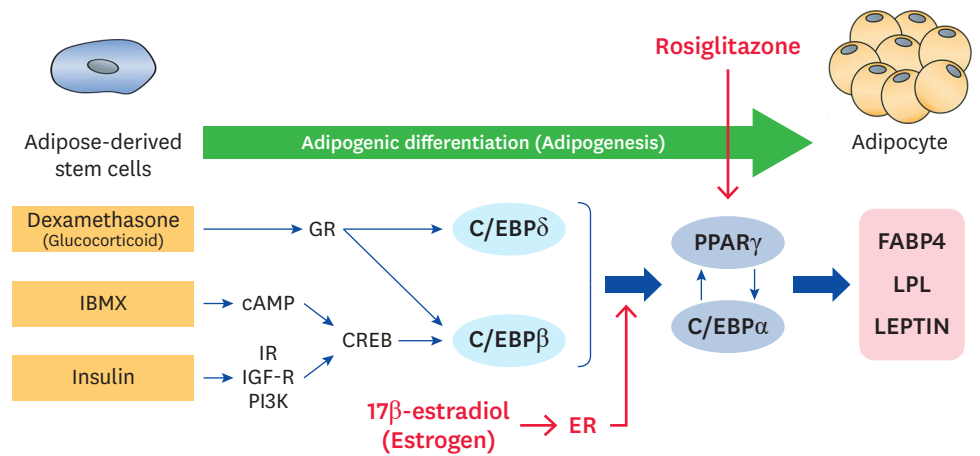 Rosiglitazone
Adipose-derived
stem cells
Adipogenic differentiation (Adipogenesis)
Adipocyte
Dexamethasone
(Glucocorticoid)
GR
C/EBPδ
PPARγ
FABP4
IBMX
cAMP
LPL
CREB
C/EBPβ
C/EBPα
LEPTIN
Insulin
IR
IGF-R
PI3K
17β-estradiol
(Estrogen)
ER